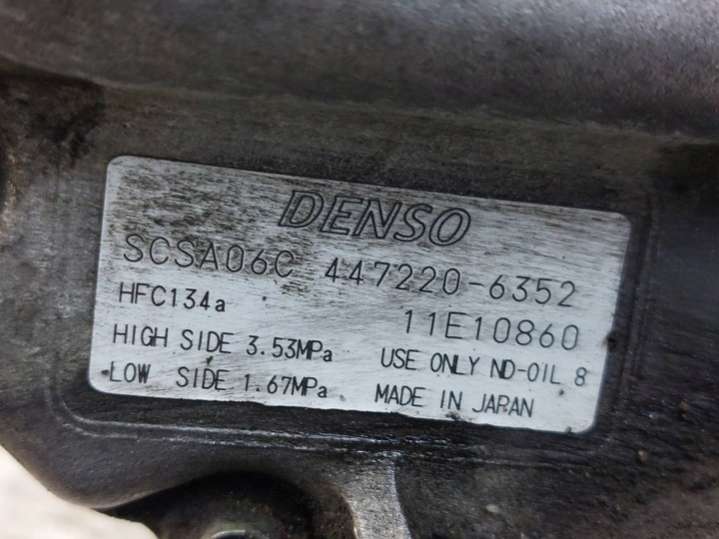 DENSO
SCSA06C 447220-6352
HFC134a 11E10860
HIGH SIDE 3.53MPa USE ONLY ND-OIL 8
LOW SIDE 1.67MPa MADE IN JAPAN